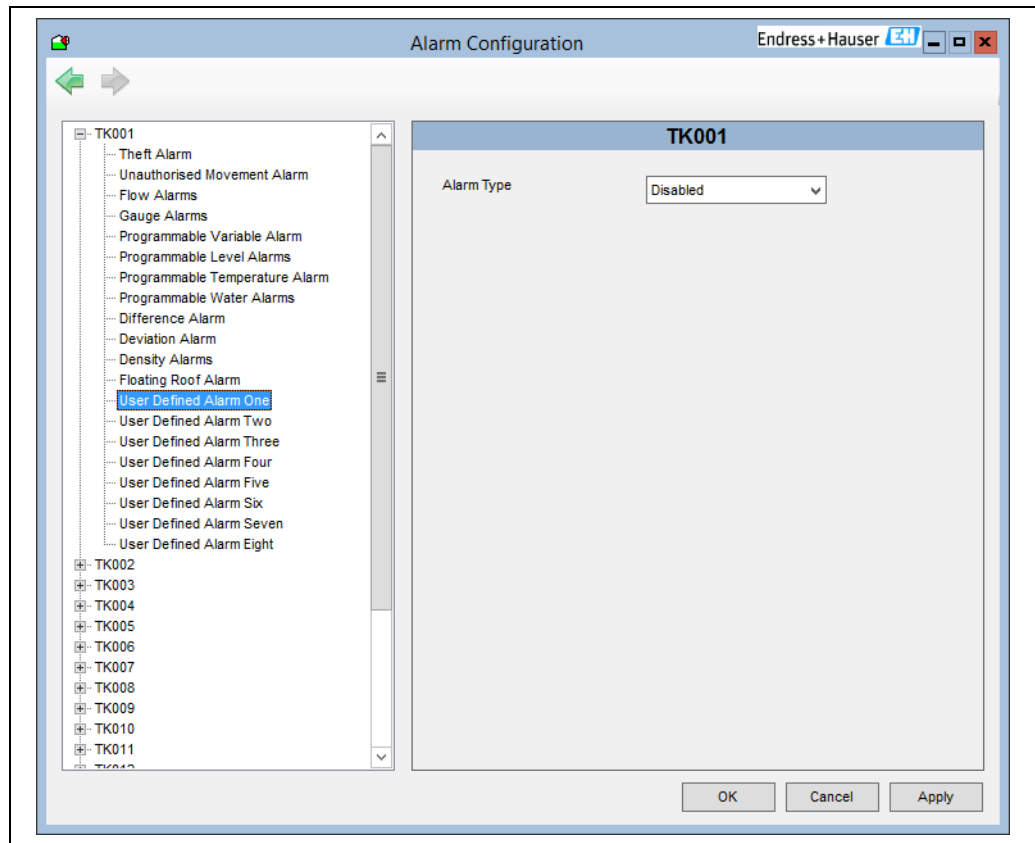 Alarm Configuration
Endress+Hauser EH
TK001
Theft Alarm
Unauthorised Movement Alarm
Flow Alarms
Gauge Alarms
Programmable Variable Alarm
Programmable Level Alarms
Programmable Temperature Alarm
Programmable Water Alarms
Difference Alarm
Deviation Alarm
Density Alarms
Floating Roof Alarm
User Defined Alarm One
User Defined Alarm Two
User Defined Alarm Three
User Defined Alarm Four
User Defined Alarm Five
User Defined Alarm Six
User Defined Alarm Seven
User Defined Alarm Eight
TK002
TK003
TK004
TK005
TK006
TK007
TK008
TK009
TK010
TK011
TK001
Alarm Type
Disabled
OK
Cancel
Apply